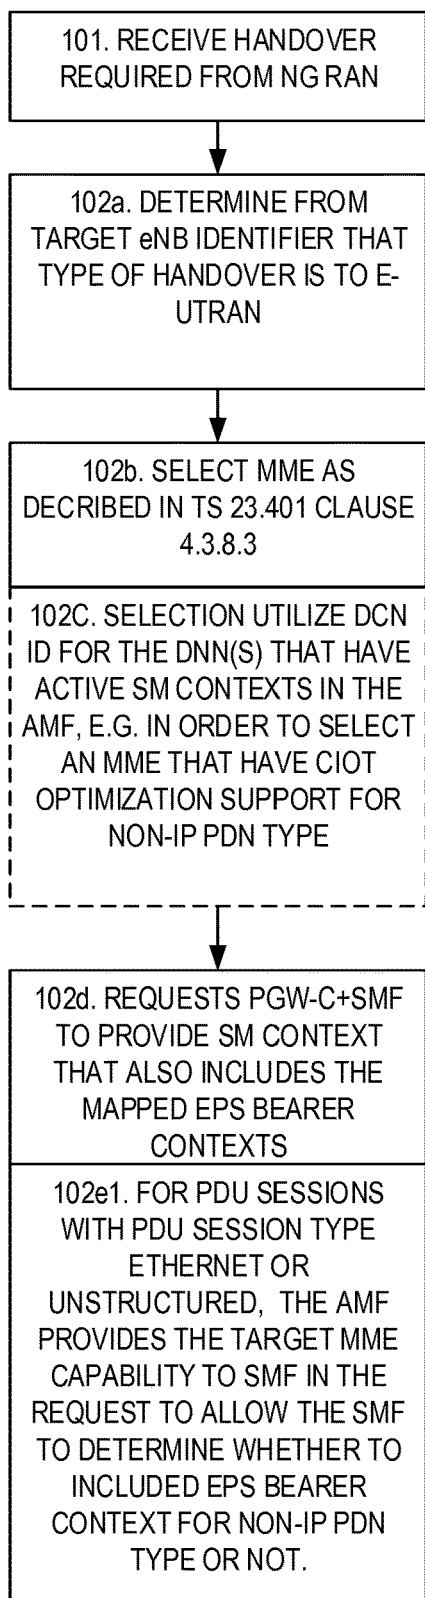 101. RECEIVE HANDOVER
REQUIRED FROM NG RAN
102a. DETERMINE FROM
TARGET eNB IDENTIFIER THAT
TYPE OF HANDOVER IS TO E-
UTRAN
102b. SELECT MME AS
DECRIBED IN TS 23.401 CLAUSE
4.3.8.3
102C. SELECTION UTILIZE DCN
ID FOR THE DNN(S) THAT HAVE
ACTIVE SM CONTEXTS IN THE
AMF, E.G. IN ORDER TO SELECT
AN MME THAT HAVE CIOT
OPTIMIZATION SUPPORT FOR
NON-IP PDN TYPE
102d. REQUESTS PGW-C+SMF
TO PROVIDE SM CONTEXT
THAT ALSO INCLUDES THE
MAPPED EPS BEARER
CONTEXTS
102e1. FOR PDU SESSIONS
WITH PDU SESSION TYPE
ETHERNET OR
UNSTRUCTURED, THE AMF
PROVIDES THE TARGET MME
CAPABILITY TO SMF IN THE
REQUEST TO ALLOW THE SMF
TO DETERMINE WHETHER TO
INCLUDED EPS BEARER
CONTEXT FOR NON-IP PDN
TYPE OR NOT.